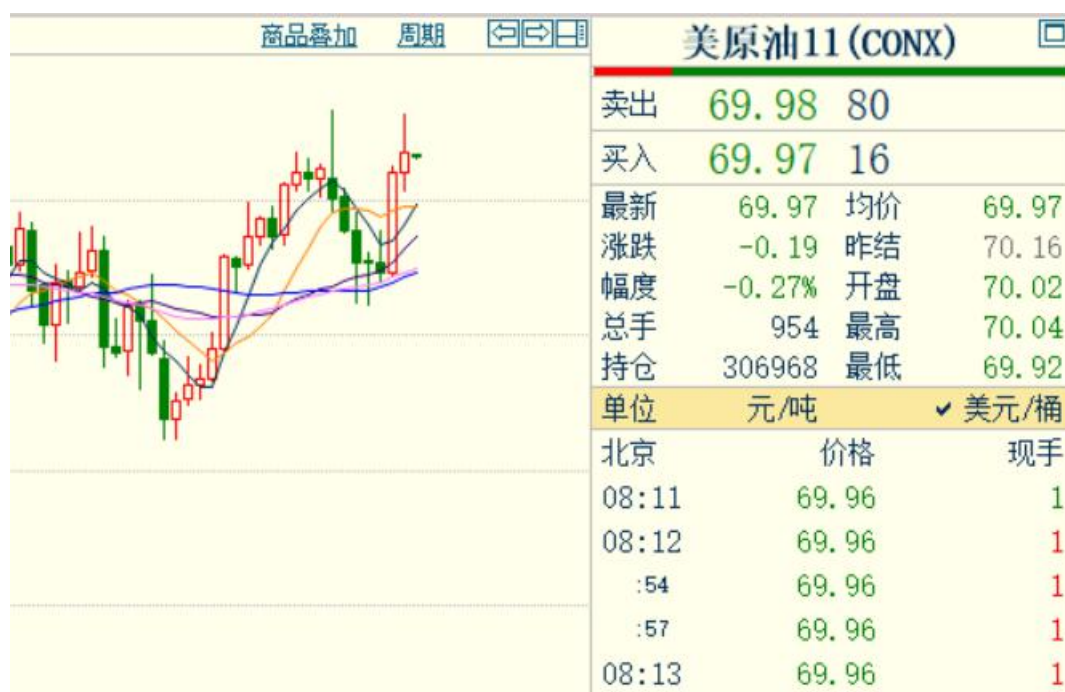 商品叠加 周期
美原油11(CONX)
卖出 69.98 80
买入 69.97 16
最新 69.97 均价 69.97
涨跌 -0.19 昨结 70.16
幅度 -0.27% 开盘 70.02
总手 954 最高 70.04
持仓 306968 最低 69.92
单位 元/吨 ✓ 美元/桶
北京 价格 现手
08:11 69.96 1
08:12 69.96 1
:54 69.96 1
:57 69.96 1
08:13 69.96 1